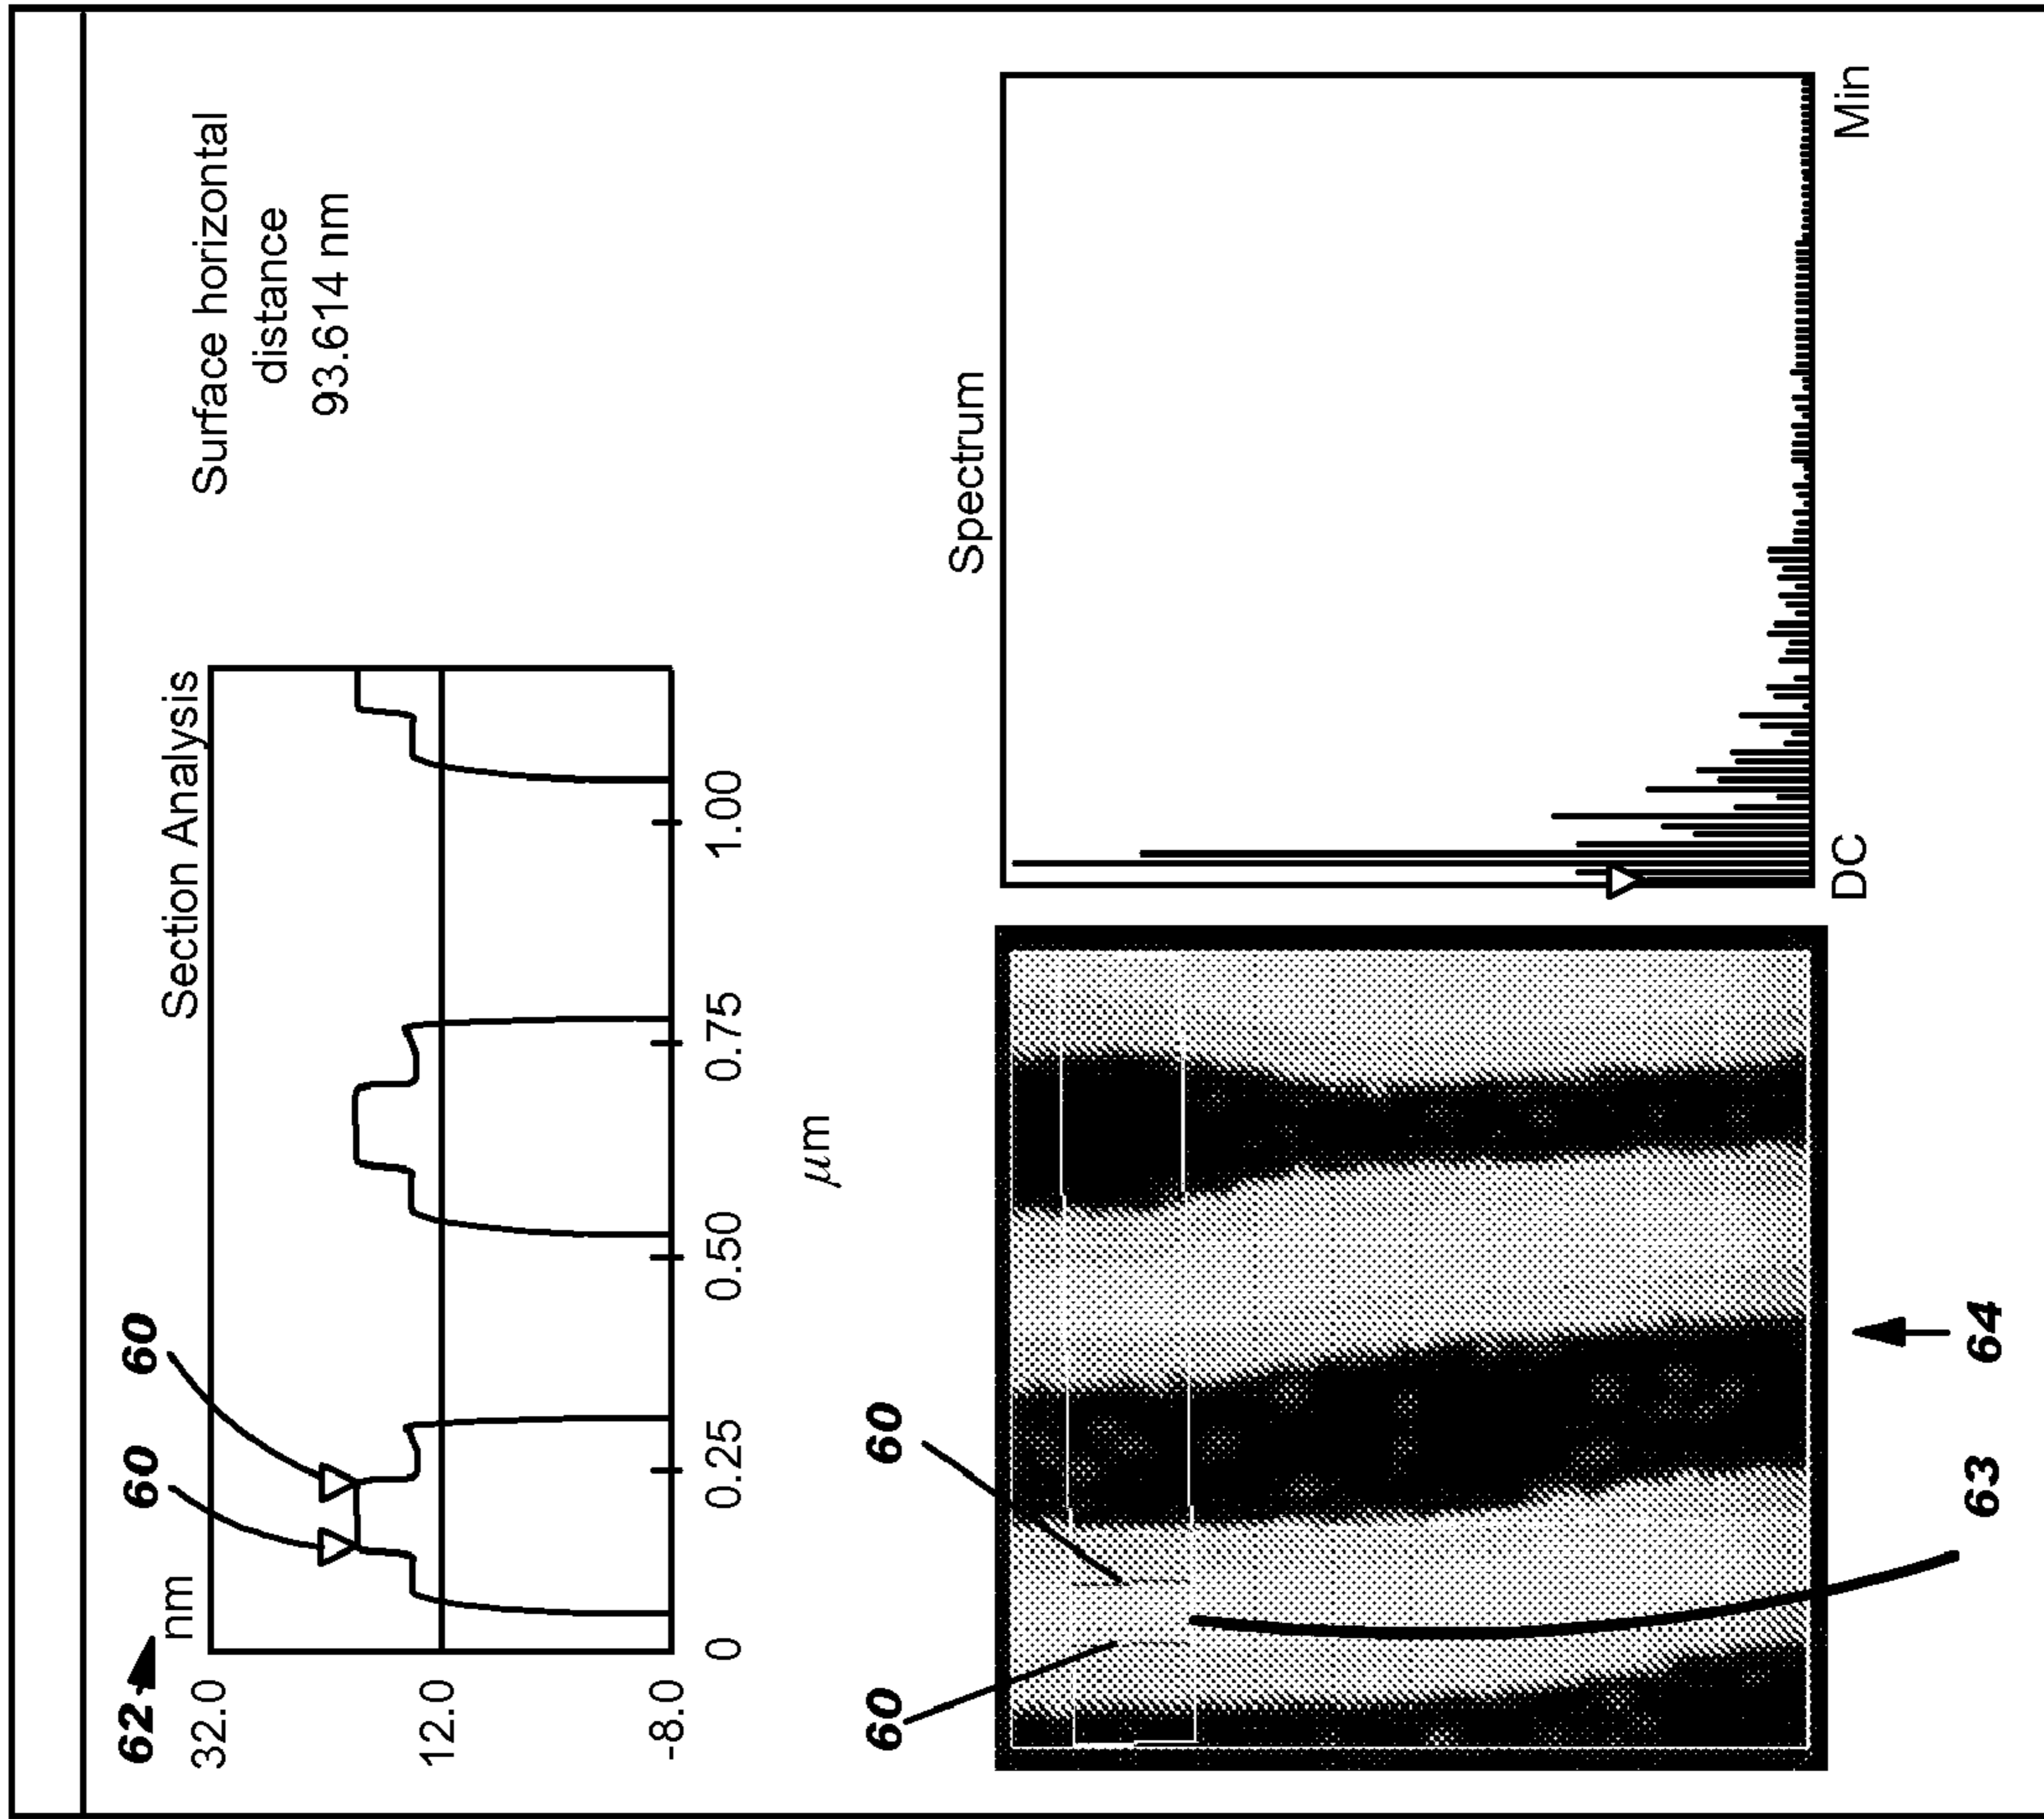 62
nm
Section Analysis
60
60
32.0
12.0
-8.0
0
0.25
0.50
0.75
1.00
μm
Surface horizontal
distance
93.614 nm
60
60
63
64
Spectrum
DC
Min